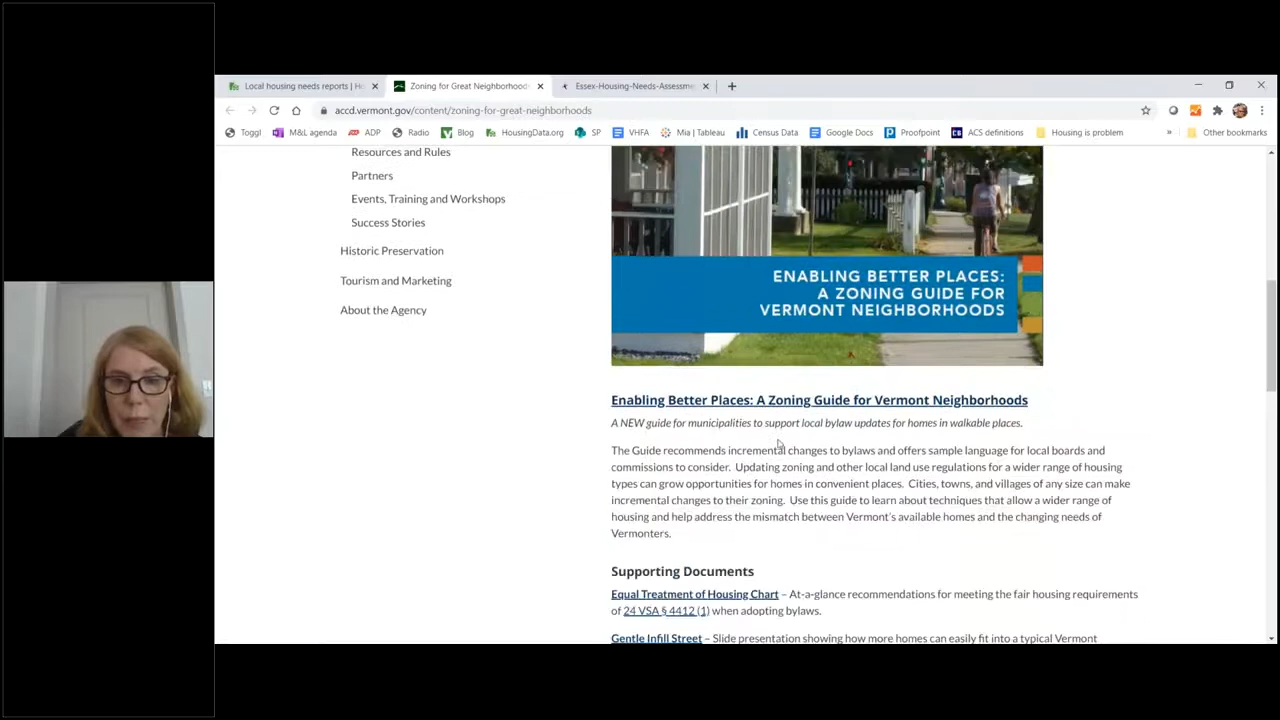 Local housing needs reports | Ho
Zoning for Great Neighborhoods
Essex-Housing-Needs-Assessme
accd.vermont.gov/content/zoning-for-great-neighborhoods
Toggl
M&L agenda
ADP
Radio
Blog
HousingData.org
SP
VHFA
Mia | Tableau
Census Data
Google Docs
Proofpoint
ACS definitions
Housing is problem
»
Other bookmarks
Resources and Rules
Partners
Events, Training and Workshops
Success Stories
Historic Preservation
Tourism and Marketing
About the Agency
ENABLING BETTER PLACES:
A ZONING GUIDE FOR
VERMONT NEIGHBORHOODS
Enabling Better Places: A Zoning Guide for Vermont Neighborhoods
A NEW guide for municipalities to support local bylaw updates for homes in walkable places.
The Guide recommends incremental changes to bylaws and offers sample language for local boards and
commissions to consider. Updating zoning and other local land use regulations for a wider range of housing
types can grow opportunities for homes in convenient places. Cities, towns, and villages of any size can make
incremental changes to their zoning. Use this guide to learn about techniques that allow a wider range of
housing and help address the mismatch between Vermont's available homes and the changing needs of
Vermonters.
Supporting Documents
Equal Treatment of Housing Chart – At-a-glance recommendations for meeting the fair housing requirements
of 24 VSA § 4412 (1) when adopting bylaws.
Gentle Infill Street – Slide presentation showing how more homes can easily fit into a typical Vermont